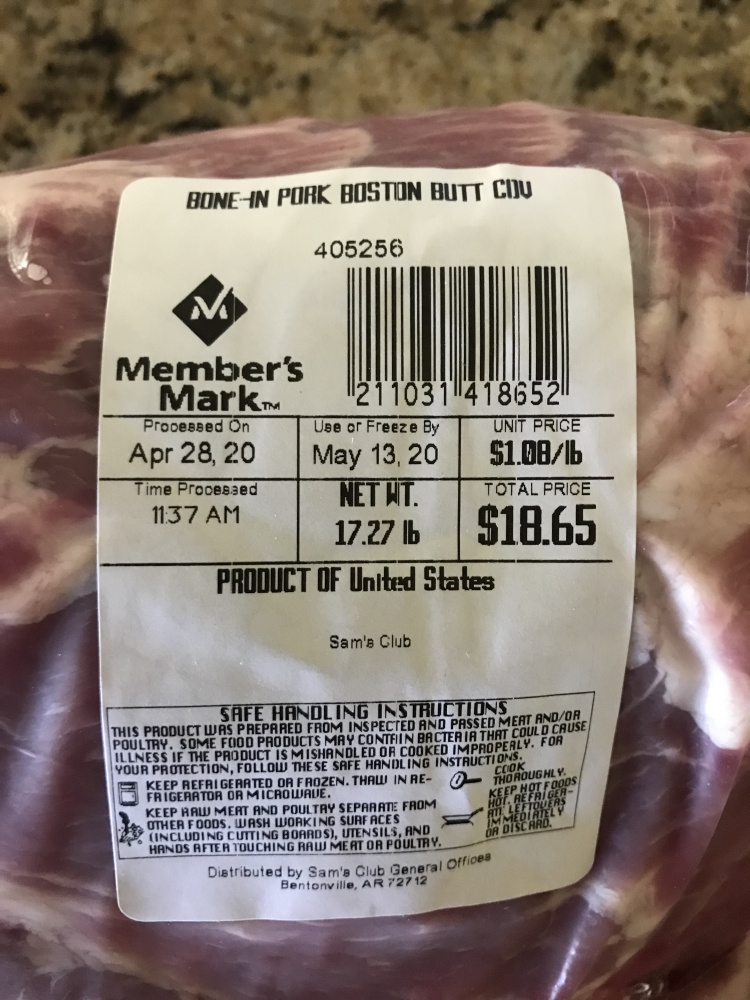 BONE-IN PORK BOSTON BUTT COV
405256
211031 418652
Member's
Mark™
Processed On
Apr 28, 20
Use or Freeze By
May 13, 20
UNIT PRICE
$1.08/lb
Time Processed
11:37 AM
NET WT.
17.27 lb
TOTAL PRICE
$18.65
PRODUCT OF United States
Sam's Club
SAFE HANDLING INSTRUCTIONS
THIS PRODUCT WAS PREPARED FROM INSPECTED AND PASSED MEAT AND/OR
POULTRY. SOME FOOD PRODUCTS MAY CONTAIN BACTERIA THAT COULD CAUSE
ILLNESS IF THE PRODUCT IS MISHANDLED OR COOKED IMPROPERLY. FOR
YOUR PROTECTION, FOLLOW THESE SAFE HANDLING INSTRUCTIONS.
KEEP REFRIGERATED OR FROZEN. THAW IN RE-
FRIGERATOR OR MICROWAVE.
KEEP RAW MEAT AND POULTRY SEPARATE FROM
OTHER FOODS. WASH WORKING SURFACES
(INCLUDING CUTTING BOARDS), UTENSILS, AND
HANDS AFTER TOUCHING RAW MEAT OR POULTRY.
COOK
THOROUGHLY.
KEEP HOT FOODS
HOT. REFRIGER-
ATE LEFTOVERS
IMMEDIATELY
OR DISCARD.
Distributed by Sam's Club General Offices
Bentonville, AR 72712